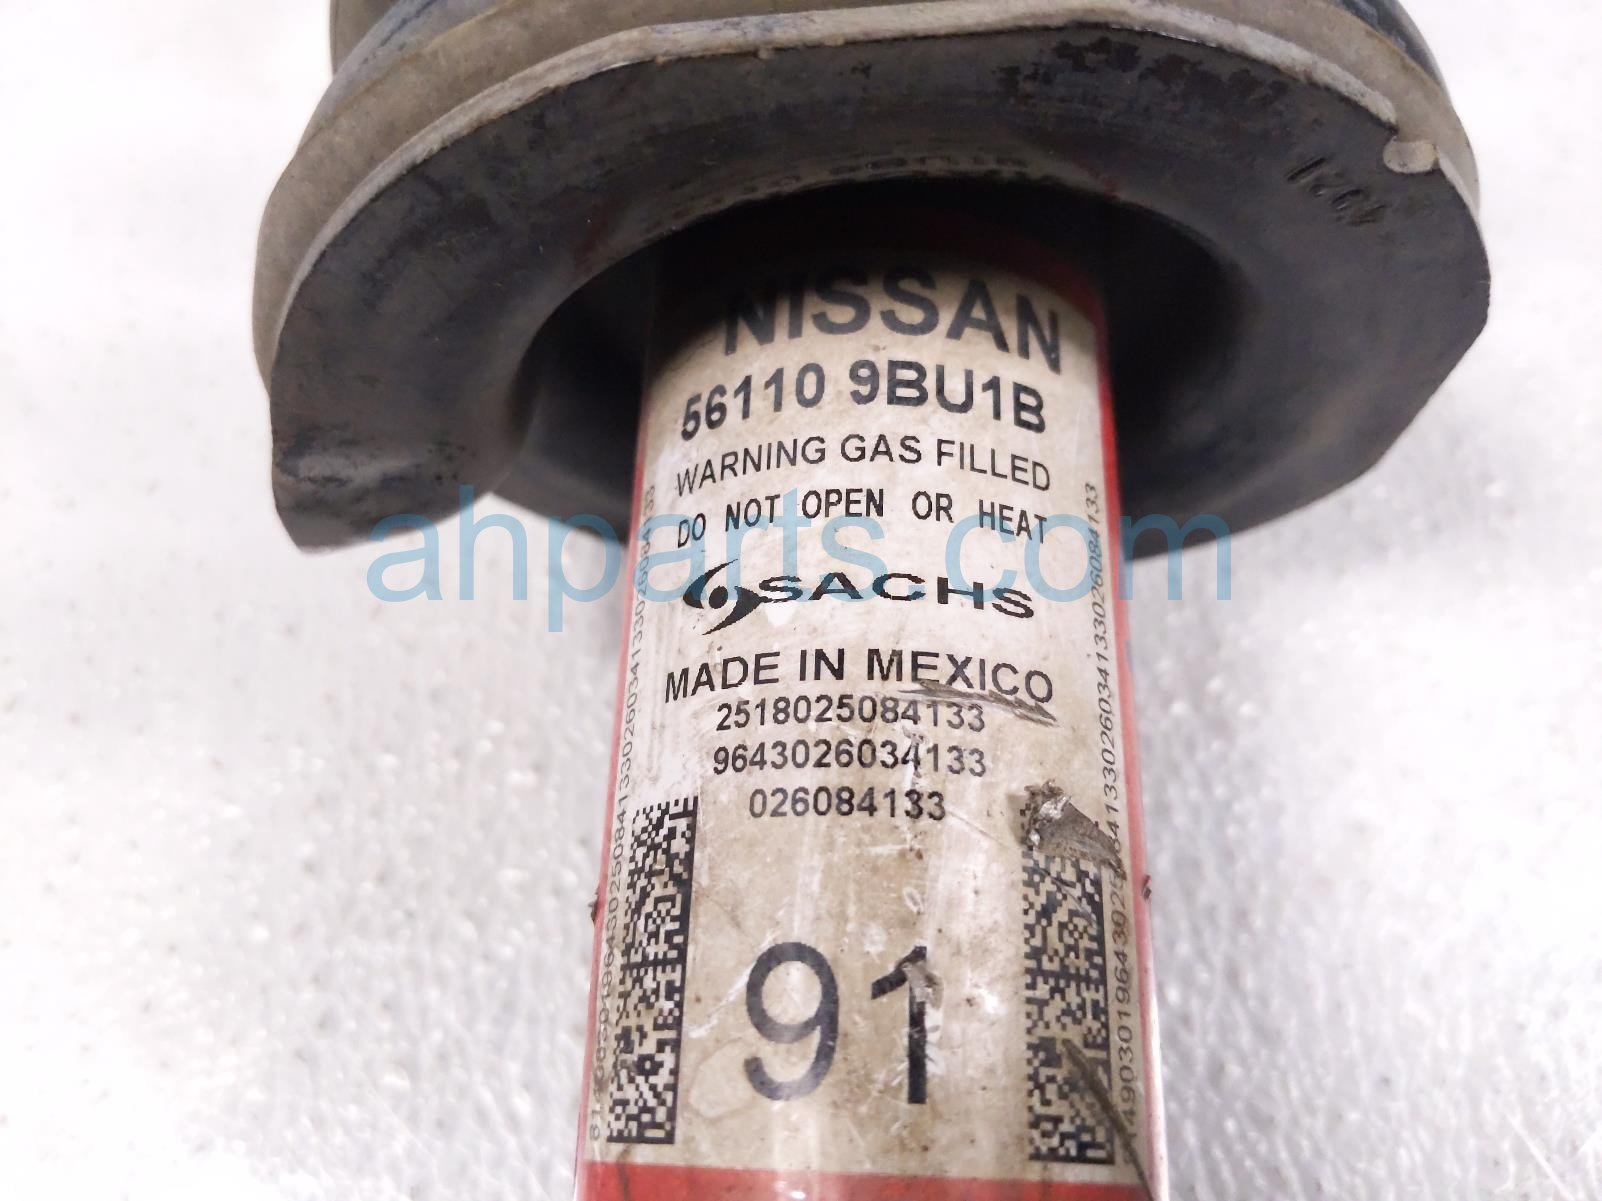 1321
NISSAN
56110 9BU1B
WARNING GAS FILLED
DO NOT OPEN OR HEAT
ahparts.com
SACHS
MADE IN MEXICO
2518025084133
9643026034133
026084133
91